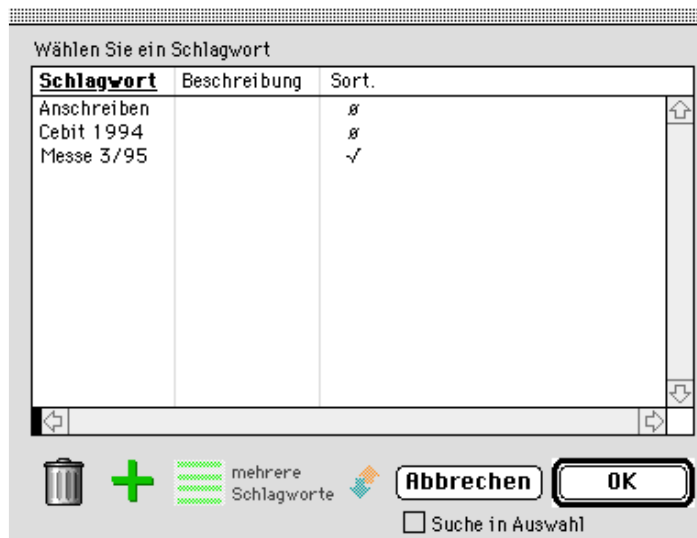 Wählen Sie ein Schlagwort
Schlagwort Beschreibung Sort.
Anschreiben ø
Cebit 1994 ø
Messe 3/95 √
mehrere
Schlagworte
Abbrechen OK
Suche in Auswahl